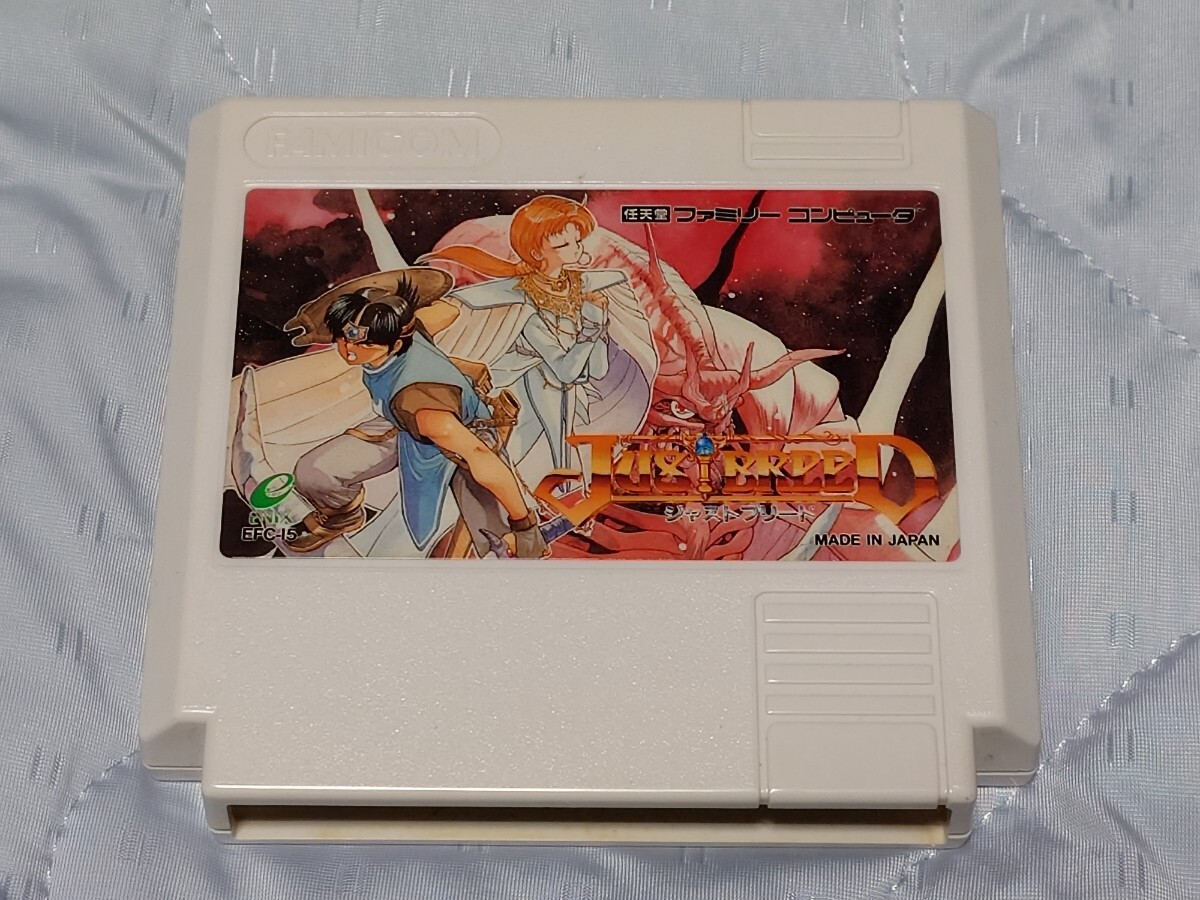 FAMICOM
任天堂 ファミリー コンピュータ
JUST BREED
ジャストブリード
ENIX
EFC-I5
MADE IN JAPAN